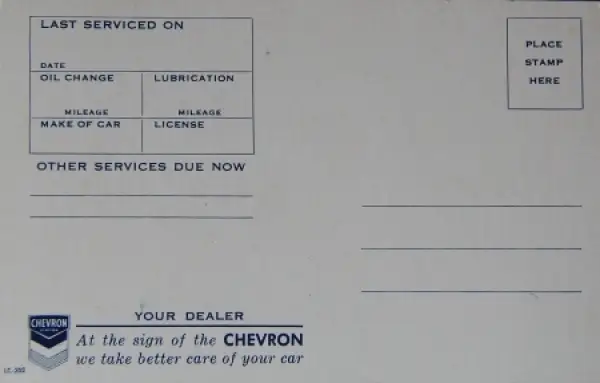 LAST SERVICED ON
DATE
OIL CHANGE LUBRICATION
MILEAGE MILEAGE
MAKE OF CAR LICENSE
OTHER SERVICES DUE NOW
PLACE
STAMP
HERE
YOUR DEALER
CHEVRON
At the sign of the CHEVRON
we take better care of your car